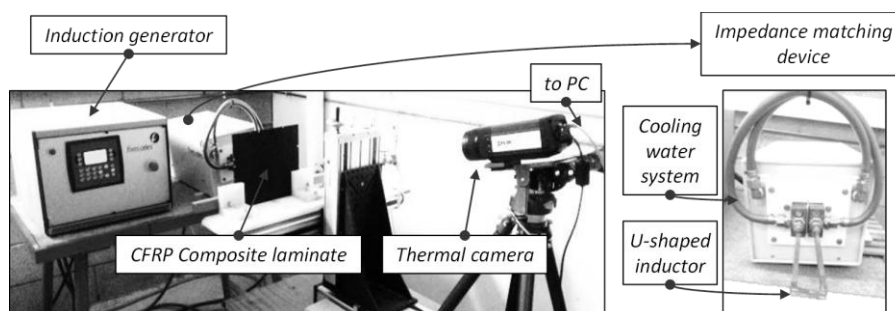 Induction generator
Impedance matching
device
to PC
Cooling
water
system
CFRP Composite laminate
Thermal camera
U-shaped
inductor